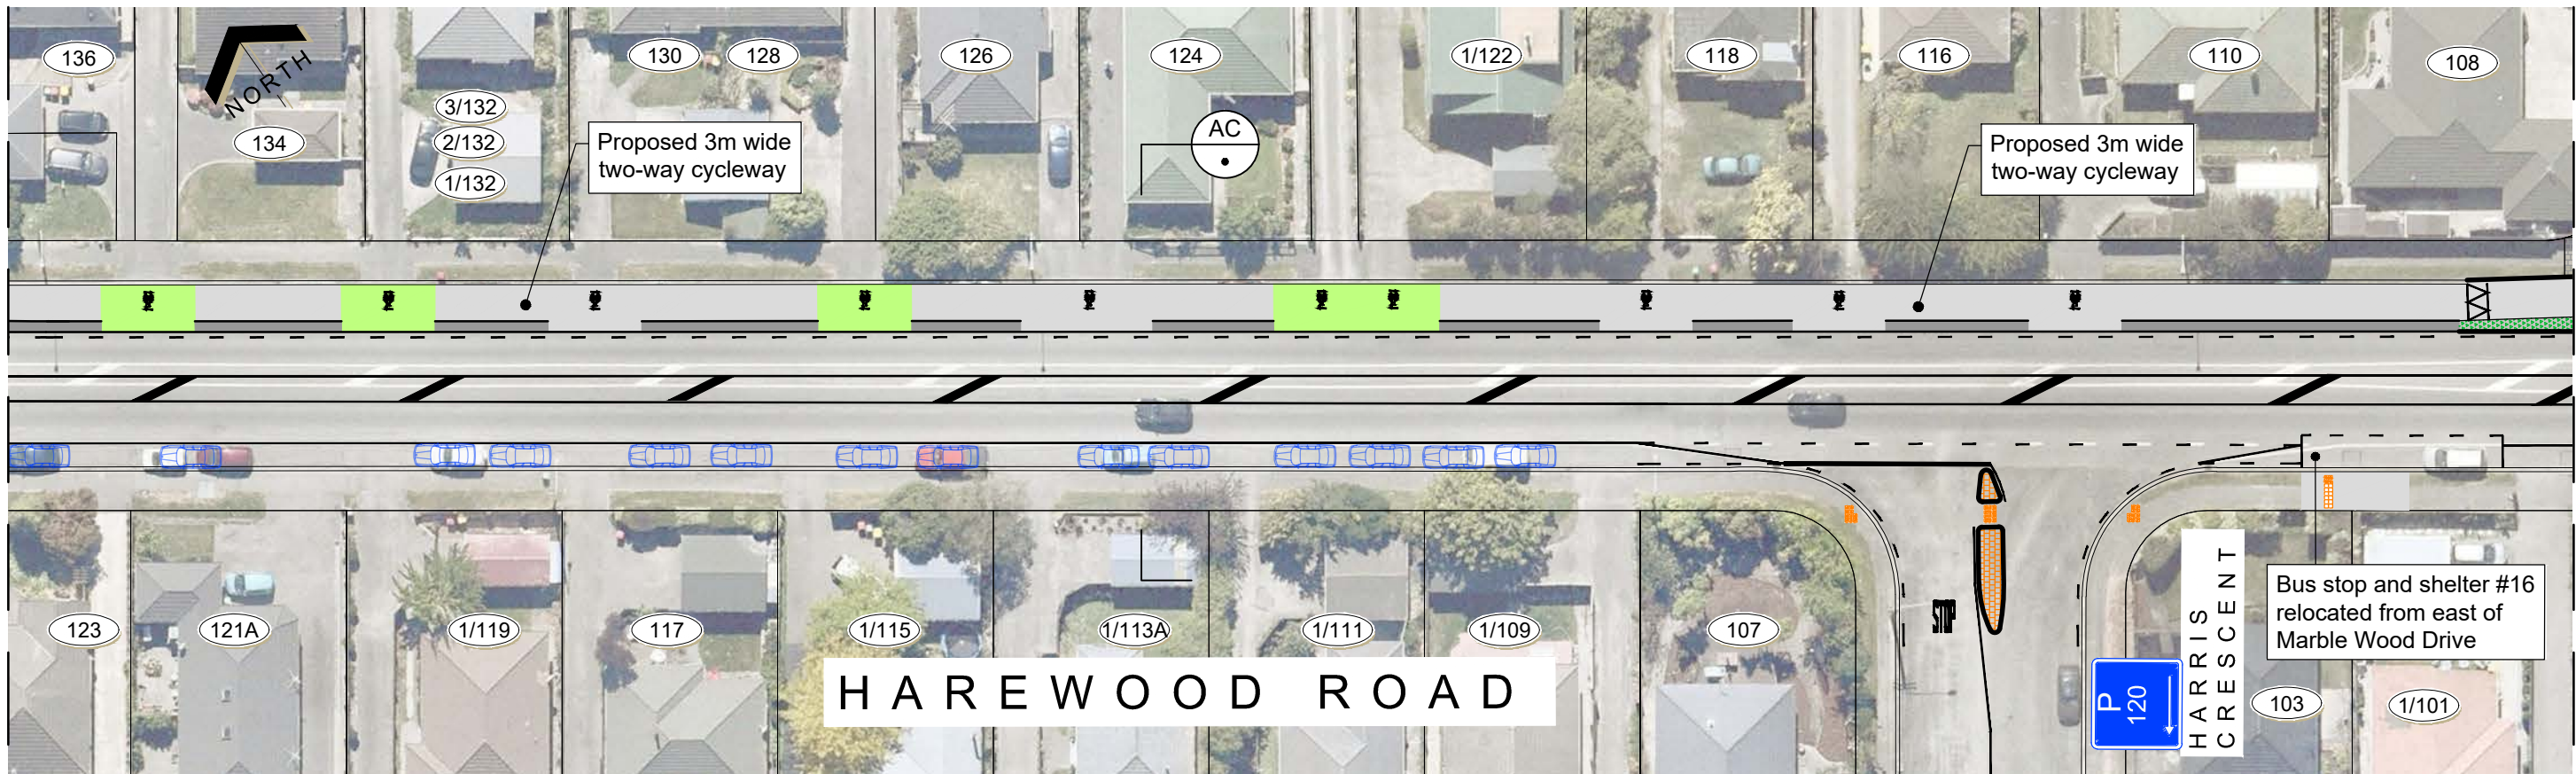 136
NORTH
134
3/132
2/132
1/132
130
128
126
124
1/122
118
116
110
108
AC
Proposed 3m wide
two-way cycleway
Proposed 3m wide
two-way cycleway
STOP
123
121A
1/119
117
1/115
1/113A
1/111
1/109
107
103
1/101
HAREWOOD ROAD
P
120
HARRIS
CRESCENT
Bus stop and shelter #16
relocated from east of
Marble Wood Drive